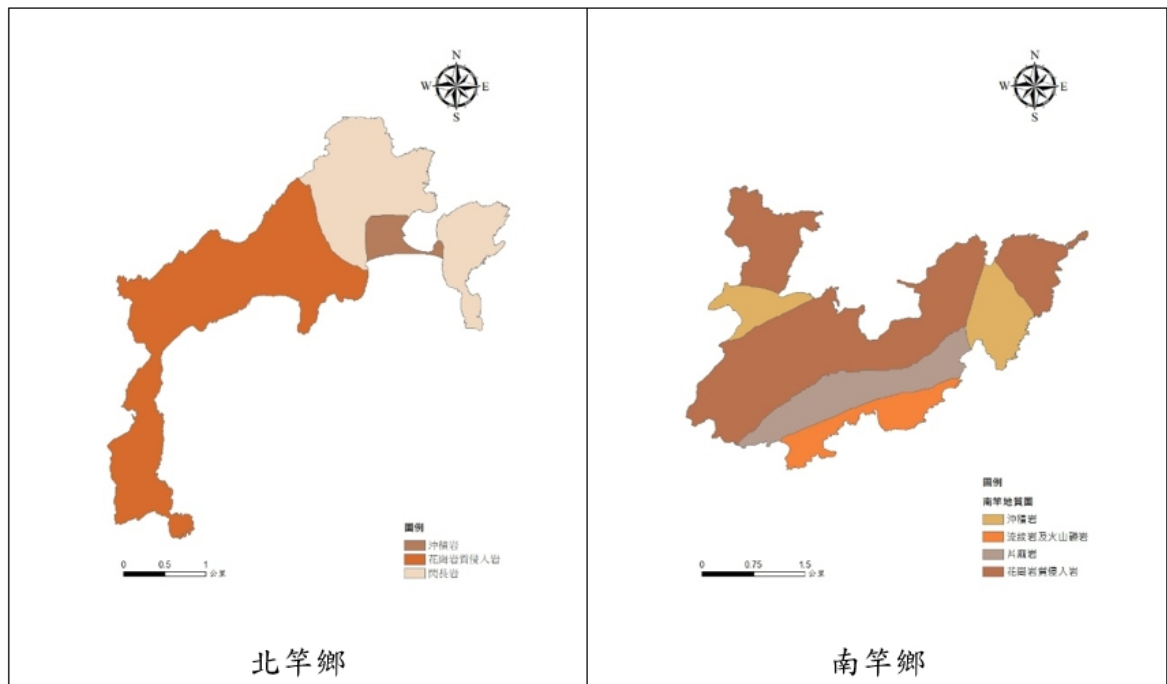 N
W E
S
圖例
沖積岩
花崗岩質侵入岩
閃長岩
0 0.5 1
公里
北竿鄉
N
W E
S
圖例
南竿地質圖
沖積岩
流紋岩及火山礫岩
片麻岩
花崗岩質侵入岩
0 0.75 1.5
公里
南竿鄉